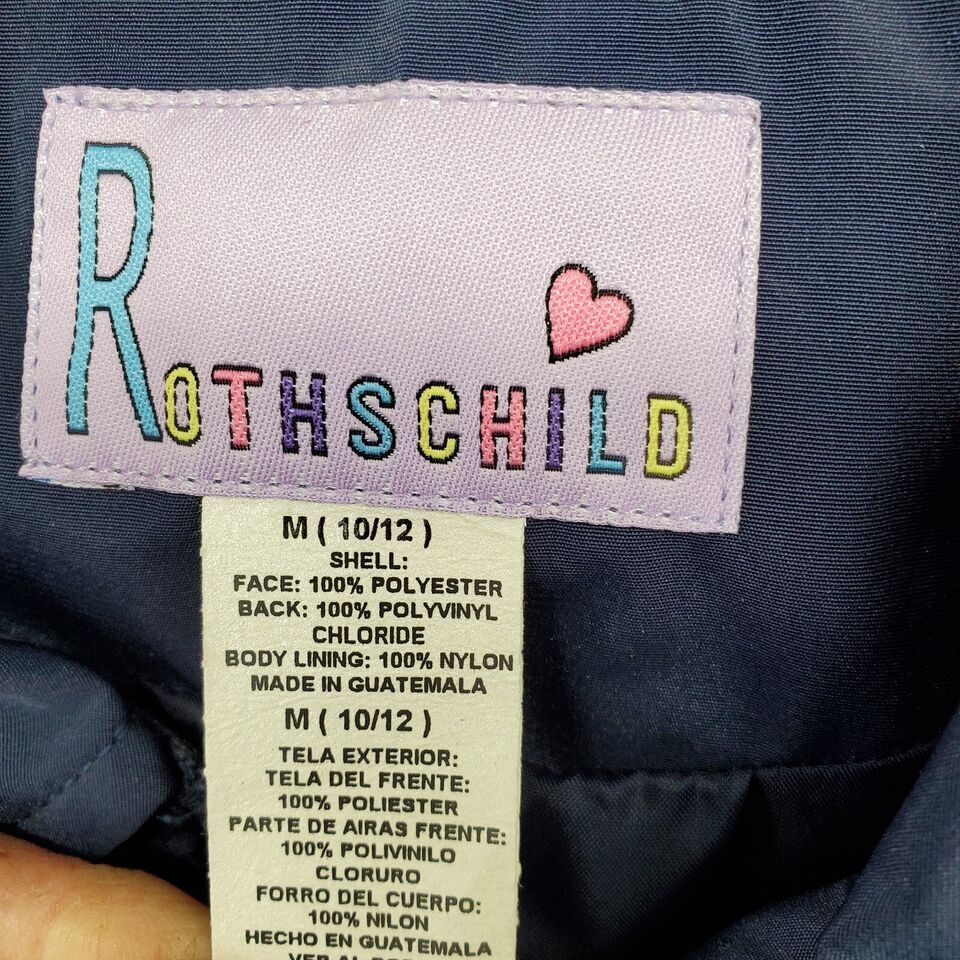 ROTHSCHILD
M ( 10/12 )
SHELL:
FACE: 100% POLYESTER
BACK: 100% POLYVINYL
CHLORIDE
BODY LINING: 100% NYLON
MADE IN GUATEMALA
M ( 10/12 )
TELA EXTERIOR:
TELA DEL FRENTE:
100% POLIESTER
PARTE DE AIRAS FRENTE:
100% POLIVINILO
CLORURO
FORRO DEL CUERPO:
100% NILON
HECHO EN GUATEMALA
VER AL